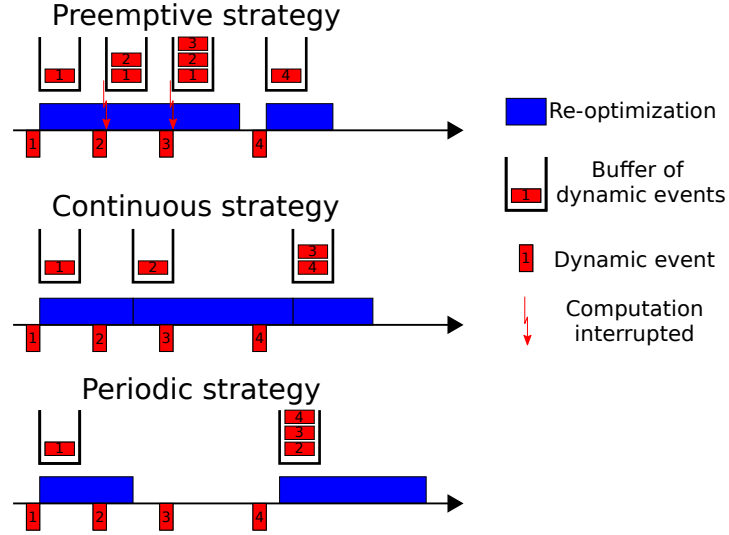 Preemptive strategy
3
2 2
1 1 1 4
1 2 3 4
Continuous strategy
3
1 2 4
1 2 3 4
Periodic strategy
4
3
1 2
1 2 3 4
Re-optimization
Buffer of
dynamic events
1
1
Dynamic event
Computation
interrupted